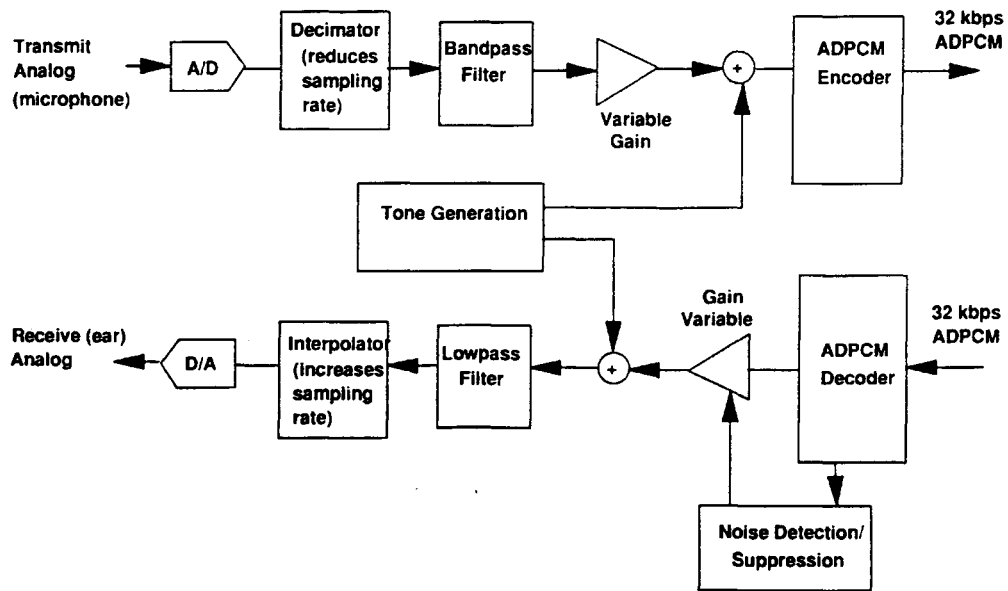 Transmit
Analog
(microphone)
A/D
Decimator
(reduces
sampling
rate)
Bandpass
Filter
Variable
Gain
+
ADPCM
Encoder
32 kbps
ADPCM
Tone Generation
Receive (ear)
Analog
D/A
Interpolator
(increases
sampling
rate)
Lowpass
Filter
+
Gain
Variable
ADPCM
Decoder
32 kbps
ADPCM
Noise Detection/
Suppression